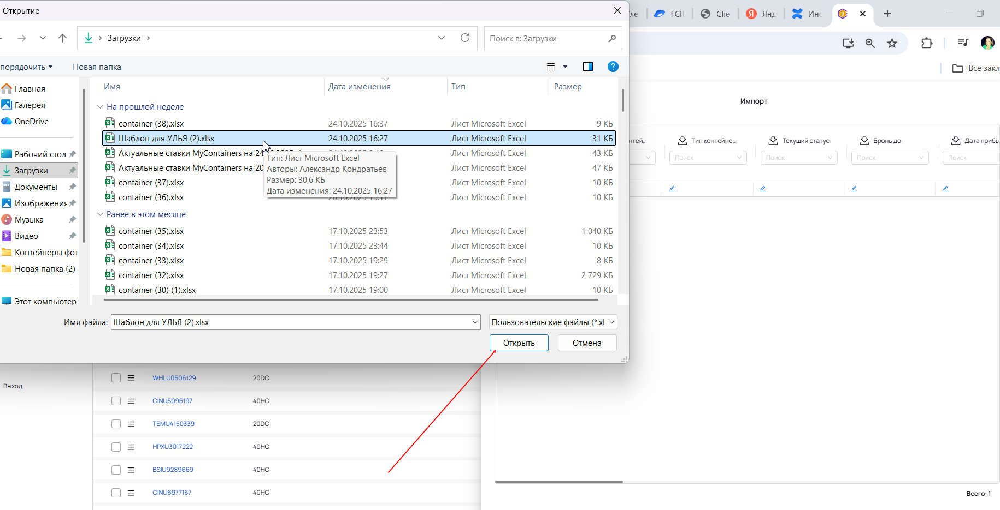 Открытие
FCIU
Clie
Янд
Инс
Загрузки
Поиск в: Загрузки
порядочить
Новая папка
Все закл
Главная
Галерея
OneDrive
Рабочий стол
Загрузки
Документы
Изображения
Музыка
Видео
Контейнеры фот
Новая папка (2)
Этот компьютер
Имя Дата изменения Тип Размер
На прошлой неделе
container (38).xlsx 24.10.2025 16:37 Лист Microsoft Excel 9 КБ
Шаблон для УЛЬЯ (2).xlsx 24.10.2025 16:27 Лист Microsoft Excel 31 КБ
Актуальные ставки MyContainers на 24 Лист Microsoft Excel 43 КБ
Актуальные ставки MyContainers на 20 Лист Microsoft Excel 47 КБ
container (37).xlsx Лист Microsoft Excel 10 КБ
container (36).xlsx Лист Microsoft Excel 10 КБ
Тип: Лист Microsoft Excel
Авторы: Александр Кондратьев
Размер: 30,6 КБ
Дата изменения: 24.10.2025 16:27
Ранее в этом месяце
container (35).xlsx 17.10.2025 23:53 Лист Microsoft Excel 1 040 КБ
container (34).xlsx 17.10.2025 23:44 Лист Microsoft Excel 10 КБ
container (33).xlsx 17.10.2025 19:29 Лист Microsoft Excel 8 КБ
container (32).xlsx 17.10.2025 19:27 Лист Microsoft Excel 2 729 КБ
container (30) (1).xlsx 17.10.2025 19:00 Лист Microsoft Excel 10 КБ
Имя файла: Шаблон для УЛЬЯ (2).xlsx Пользовательские файлы (*.xl
Открыть Отмена
Импорт
нтей... Тип контейне... Текущий статус Бронь до Дата прибы
Поиск Поиск Поиск Поиск
Выход
WHLU0506129 20DC
CINU5096197 40HC
TEMU4150339 20DC
HPXU3017222 40HC
BSIU9289669 40HC
CINU6977167 40HC
Всего: 1